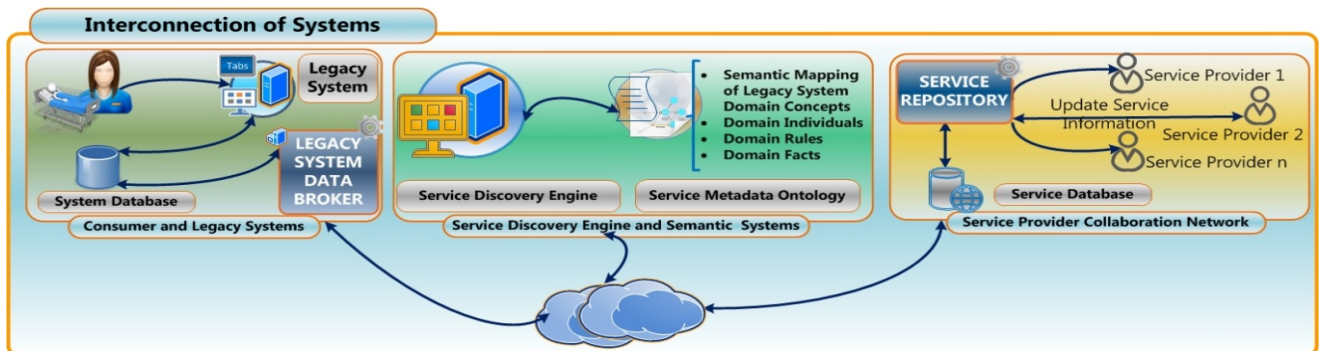 Interconnection of Systems
Tabs
Legacy
System
LEGACY
SYSTEM
DATA
BROKER
System Database
Consumer and Legacy Systems
• Semantic Mapping
of Legacy System
Domain Concepts
• Domain Individuals
• Domain Rules
• Domain Facts
Service Discovery Engine
Service Metadata Ontology
Service Discovery Engine and Semantic Systems
SERVICE
REPOSITORY
Service Provider 1
Update Service
Information
Service Provider 2
Service Provider n
Service Database
Service Provider Collaboration Network